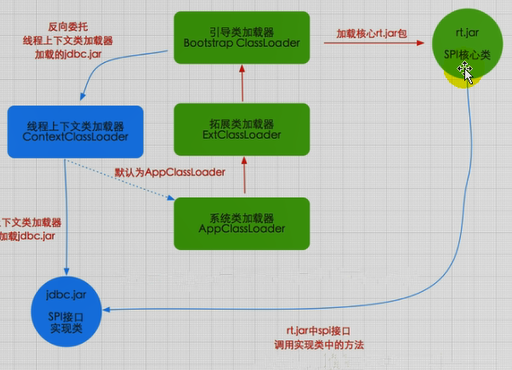 反向委托
线程上下文类加载器
加载的jdbc.jar
引导类加载器
Bootstrap ClassLoader
加载核心rt.jar包
rt.jar
SPI核心类
线程上下文类加载器
ContextClassLoader
拓展类加载器
ExtClassLoader
默认为AppClassLoader
系统类加载器
AppClassLoader
下文类加载器
加载jdbc.jar
jdbc.jar
SPI接口
实现类
rt.jar中spi接口
调用实现类中的方法